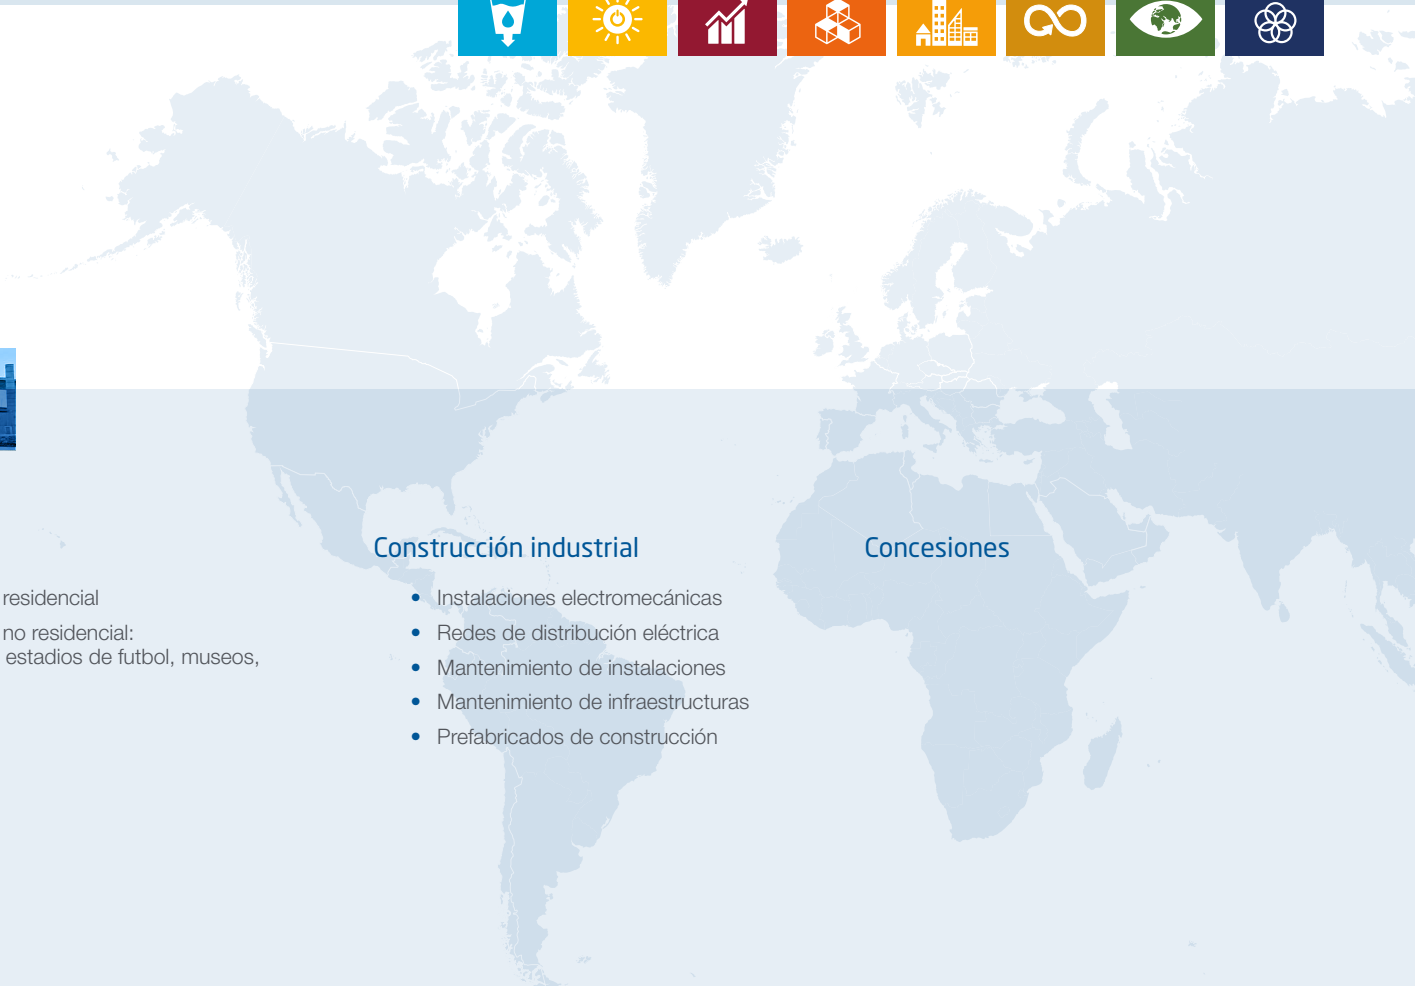 residencial
no residencial:
estadios de futbol, museos,
Construcción industrial
• Instalaciones electromecánicas
• Redes de distribución eléctrica
• Mantenimiento de instalaciones
• Mantenimiento de infraestructuras
• Prefabricados de construcción
Concesiones